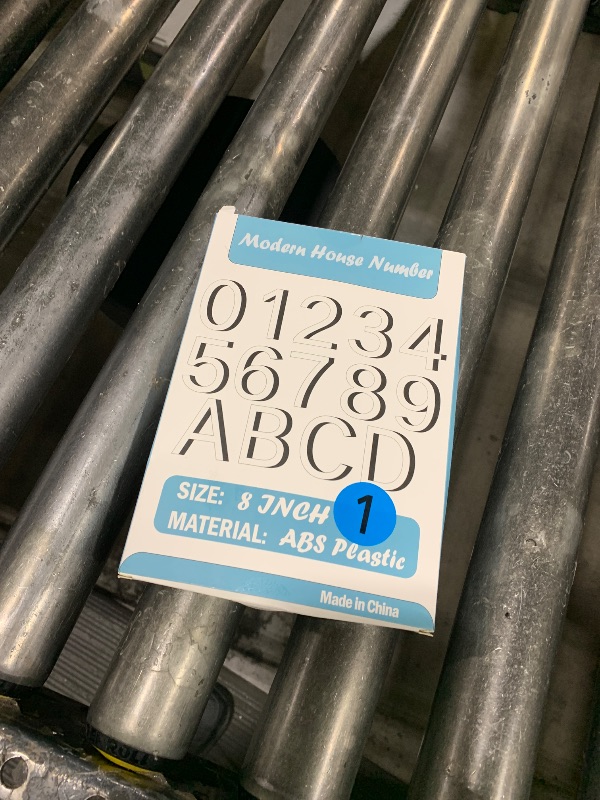 Modern House Number
01234
56789
ABCD
SIZE: 8 INCH
1
MATERIAL: ABS Plastic
Made in China